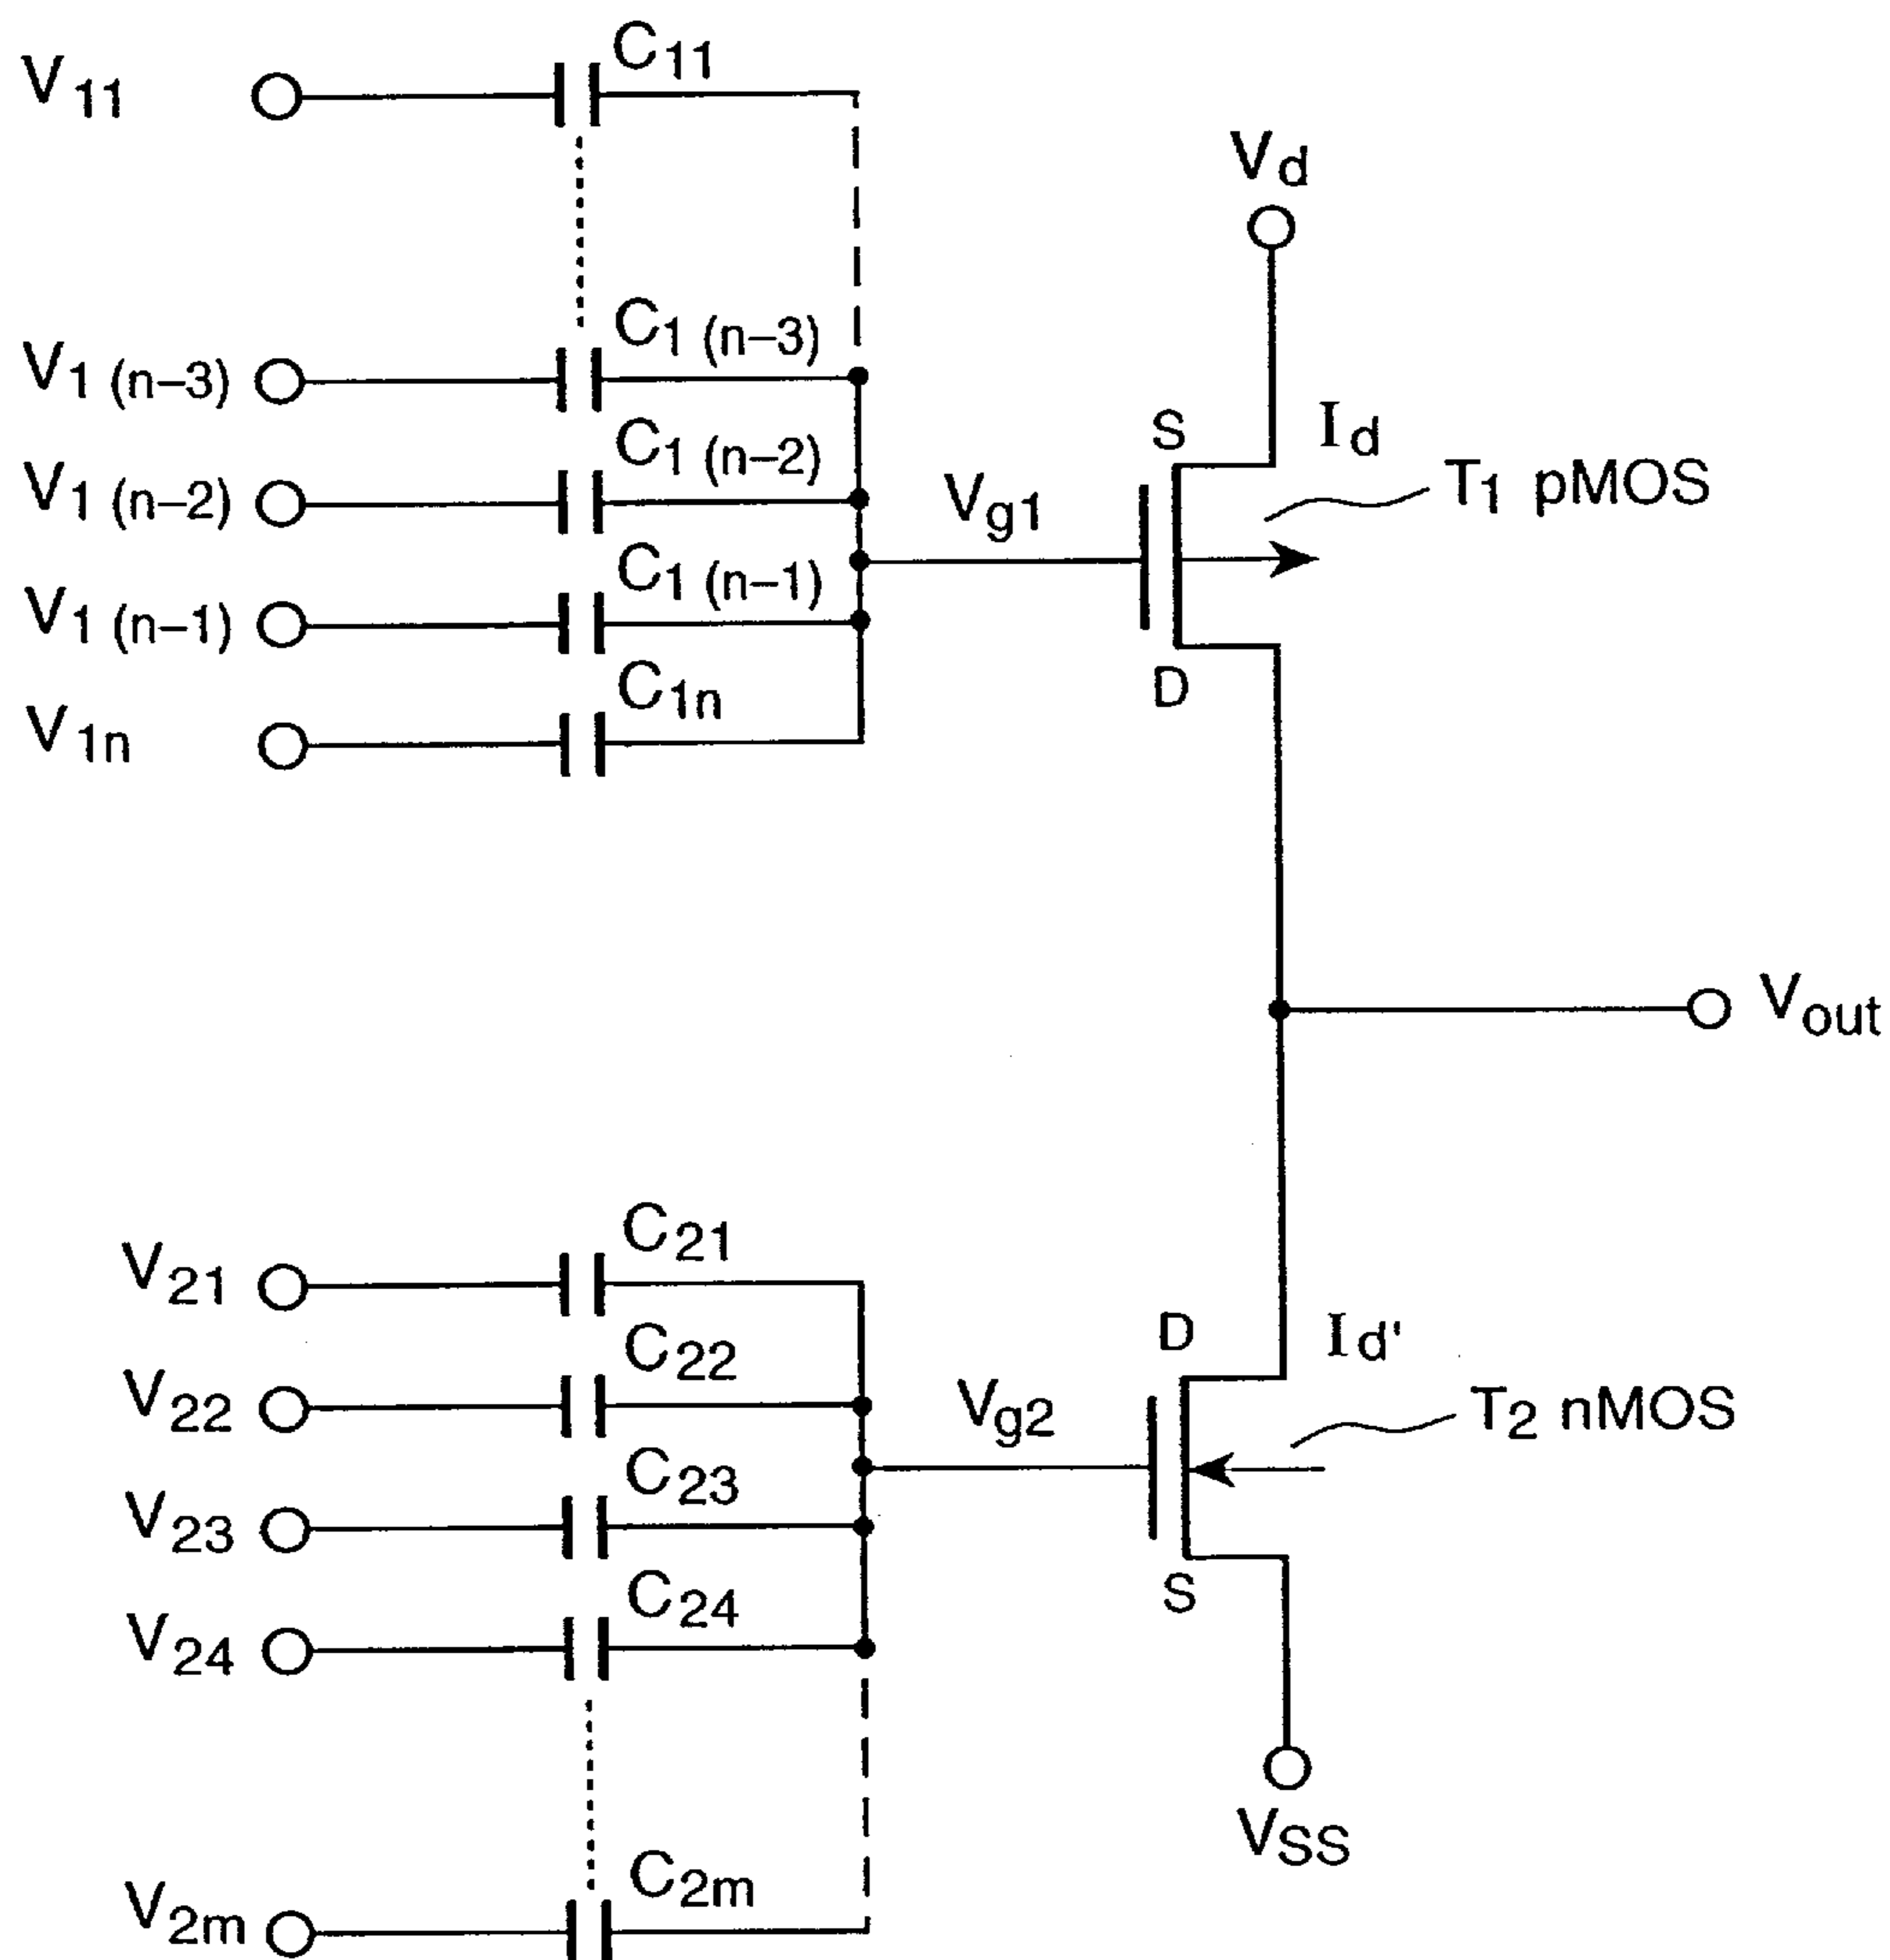 V11
C11
Vd
C1 (n−3)
V1 (n−3)
Id
S
C1 (n−2)
V1 (n−2)
Vg1
T1 pMOS
C1 (n−1)
V1 (n−1)
D
C1n
V1n
Vout
C21
V21
D
Id'
C22
V22
Vg2
T2 nMOS
C23
V23
S
C24
V24
VSS
C2m
V2m